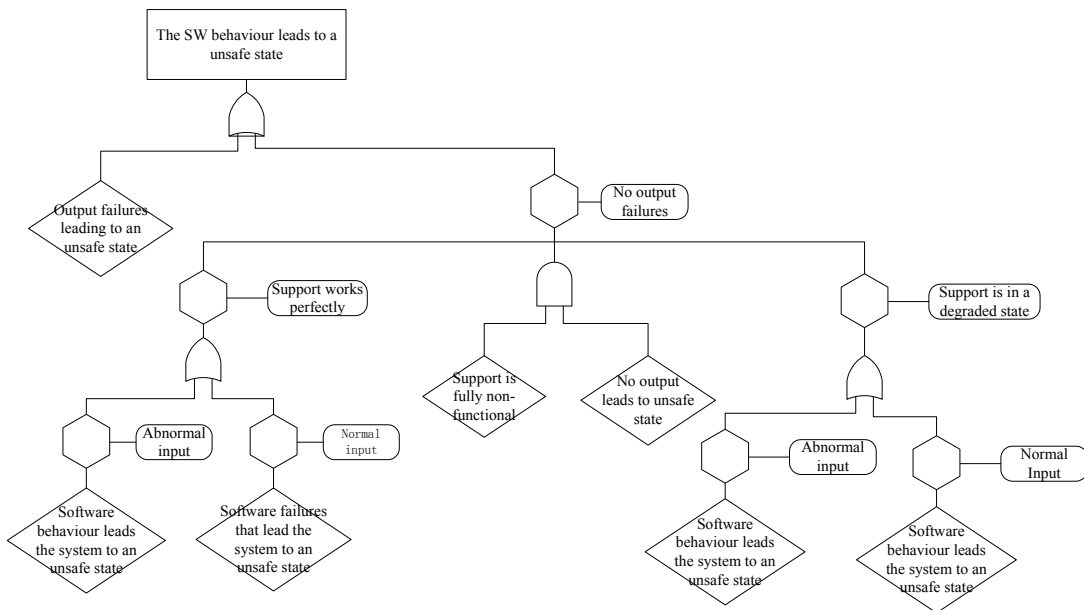 The SW behaviour leads to a
unsafe state
Output failures
leading to an
unsafe state
No output
failures
Support works
perfectly
Support is in a
degraded state
Support is
fully non-
functional
No output
leads to unsafe
state
Abnormal
input
Normal
input
Abnormal
input
Normal
Input
Software
behaviour leads
the system to an
unsafe state
Software failures
that lead the
system to an
unsafe state
Software
behaviour leads
the system to an
unsafe state
Software
behaviour leads
the system to an
unsafe state